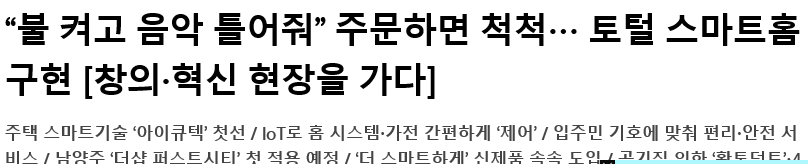 “불 켜고 음악 틀어줘” 주문하면 척척… 토털 스마트홈
구현 [창의·혁신 현장을 가다]
주택 스마트기술 ‘아이큐텍’ 첫선 / IoT로 홈 시스템·가전 간편하게 ‘제어’ / 입주민 기호에 맞춰 편리·안전 서
비스 / 남양주 ‘더샵 퍼스트시티’ 첫 적용 예정 / ‘더 스마트하게’ 신제품 속속 도입